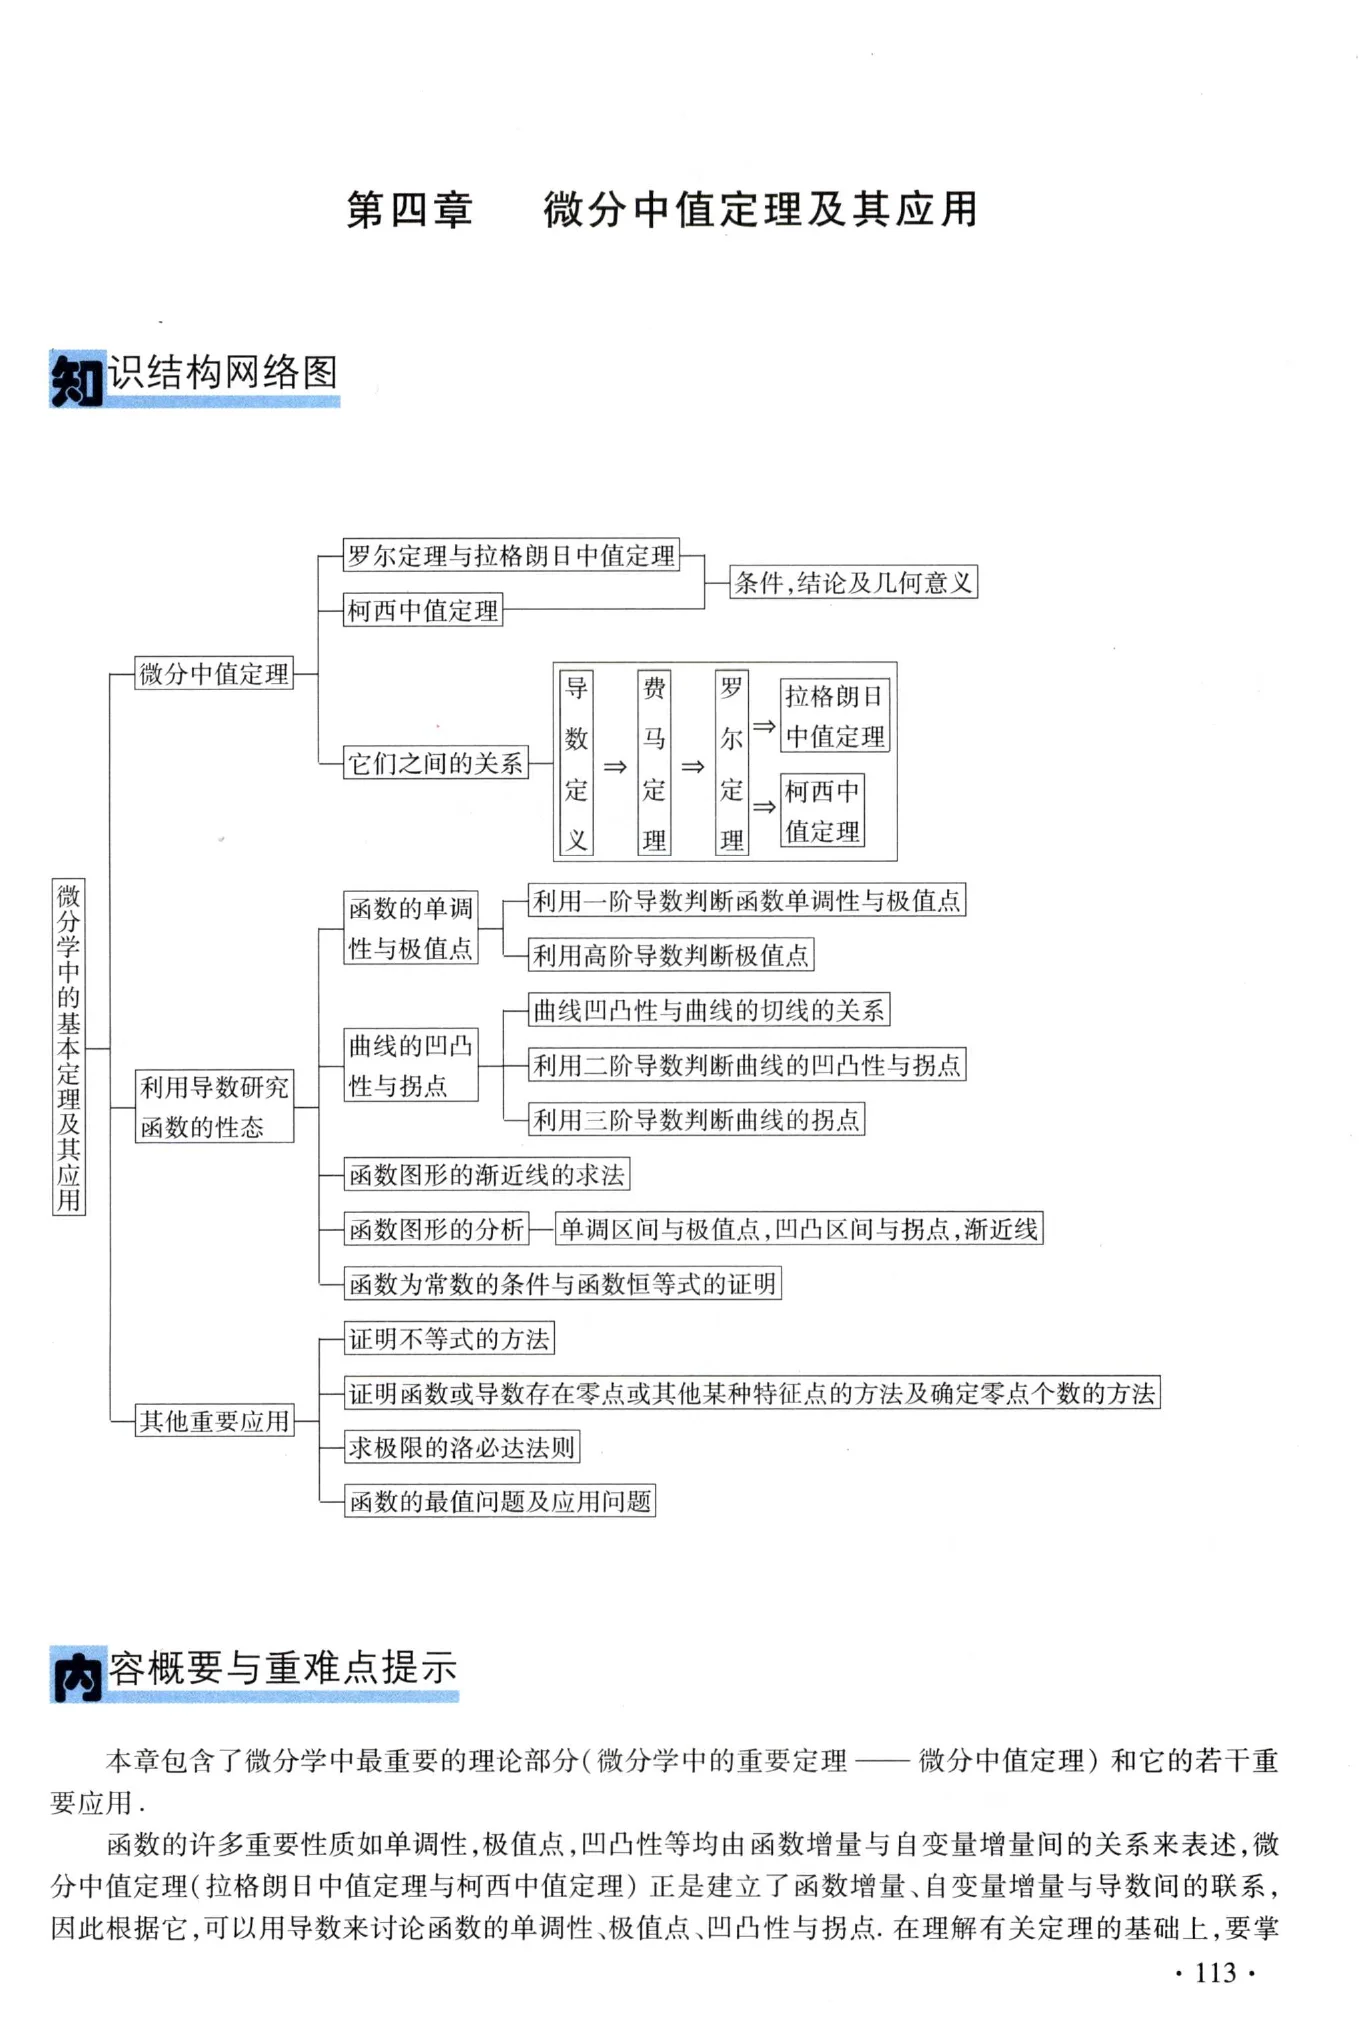 第四章 微分中值定理及其应用
知识结构网络图
罗尔定理与拉格朗日中值定理
柯西中值定理
条件,结论及几何意义
微分中值定理
它们之间的关系
导数定义
⇒
费马定理
⇒
罗尔定理
⇒
拉格朗日
中值定理
⇒
柯西中
值定理
微分学中的基本定理及其应用
函数的单调
性与极值点
利用一阶导数判断函数单调性与极值点
利用高阶导数判断极值点
曲线凹凸性与曲线的切线的关系
曲线的凹凸
性与拐点
利用二阶导数判断曲线的凹凸性与拐点
利用三阶导数判断曲线的拐点
利用导数研究
函数的性态
函数图形的渐近线的求法
函数图形的分析
单调区间与极值点,凹凸区间与拐点,渐近线
函数为常数的条件与函数恒等式的证明
证明不等式的方法
证明函数或导数存在零点或其他某种特征点的方法及确定零点个数的方法
其他重要应用
求极限的洛必达法则
函数的最值问题及应用问题
内容概要与重难点提示
本章包含了微分学中最重要的理论部分(微分学中的重要定理——微分中值定理)和它的若干重
要应用.
函数的许多重要性质如单调性,极值点,凹凸性等均由函数增量与自变量增量间的关系来表述,微
分中值定理(拉格朗日中值定理与柯西中值定理)正是建立了函数增量、自变量增量与导数间的联系,
因此根据它,可以用导数来讨论函数的单调性、极值点、凹凸性与拐点.在理解有关定理的基础上,要掌
·113·